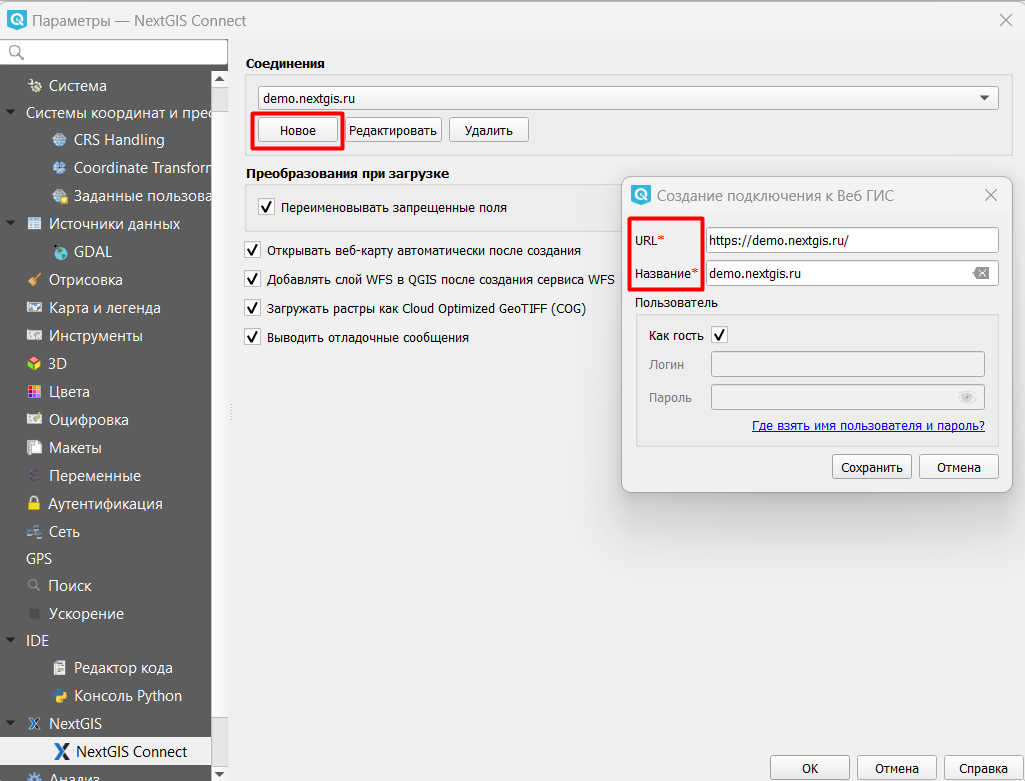 Параметры — NextGIS Connect
Система
Системы координат и прес
CRS Handling
Coordinate Transforn
Заданные пользова
Источники данных
GDAL
Отрисовка
Карта и легенда
Инструменты
3D
Цвета
Оцифровка
Макеты
Переменные
Аутентификация
Сеть
GPS
Поиск
Ускорение
IDE
Редактор кода
Консоль Python
NextGIS
NextGIS Connect
Анализ
Соединения
demo.nextgis.ru
Новое Редактировать Удалить
Преобразования при загрузке
Переименовывать запрещенные поля
Открывать веб-карту автоматически после создания
Добавлять слой WFS в QGIS после создания сервиса WFS
Загружать растры как Cloud Optimized GeoTIFF (COG)
Выводить отладочные сообщения
Создание подключения к Веб ГИС
URL* https://demo.nextgis.ru/
Название* demo.nextgis.ru
Пользователь
Как гость
Логин
Пароль
Где взять имя пользователя и пароль?
Сохранить Отмена
OK Отмена Справка